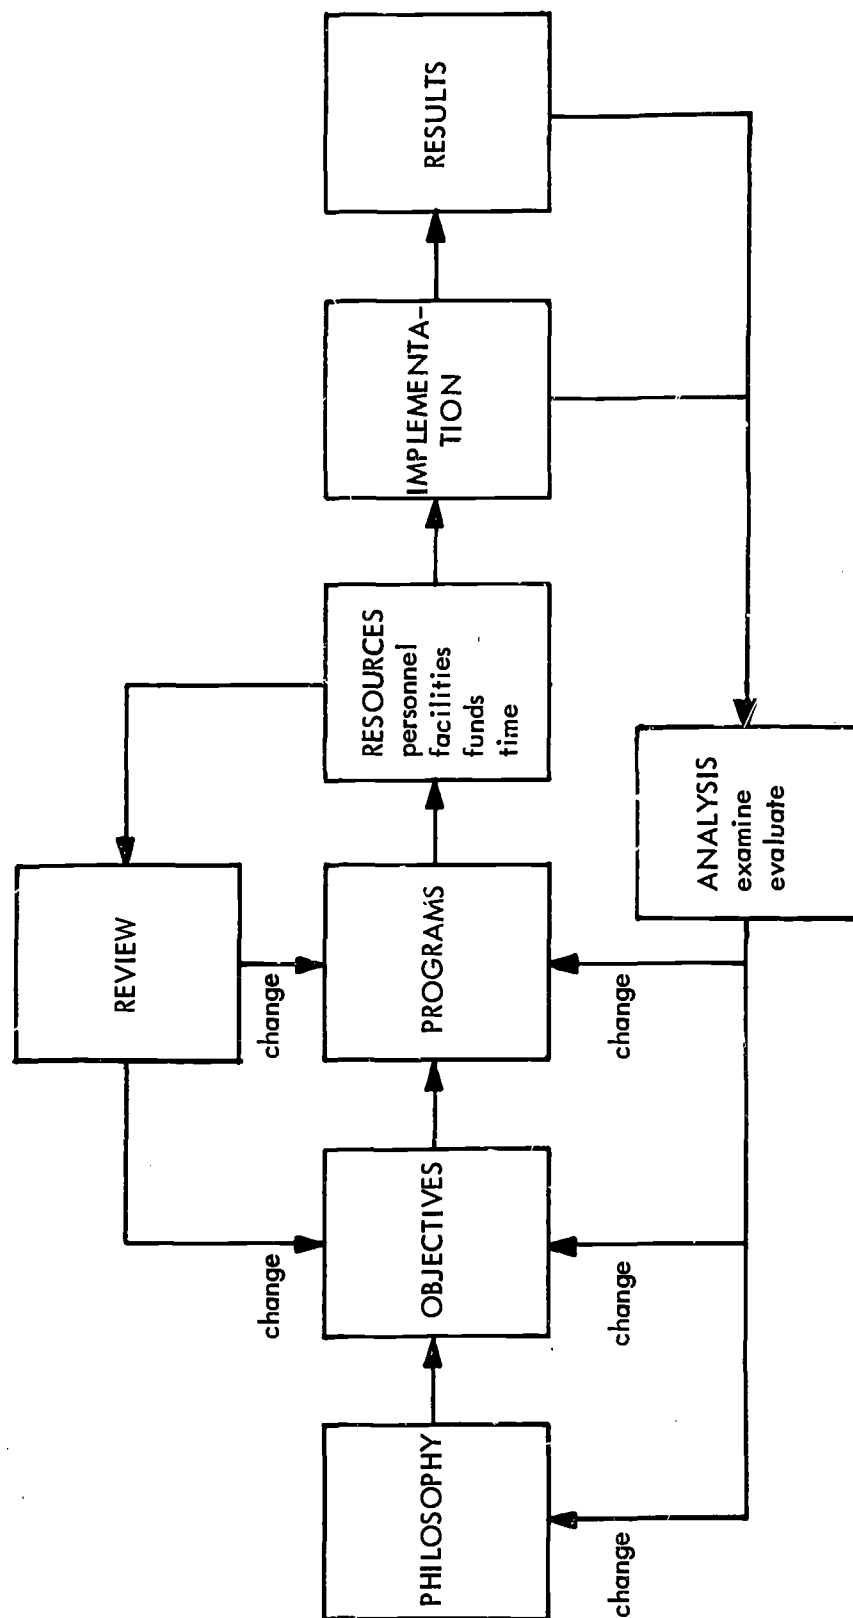 REVIEW
change
change
PHILOSOPHY
OBJECTIVES
PROGRAMS
RESOURCES
personnel
facilities
funds
time
IMPLEMENTA-
TION
RESULTS
change
change
change
ANALYSIS
examine
evaluate